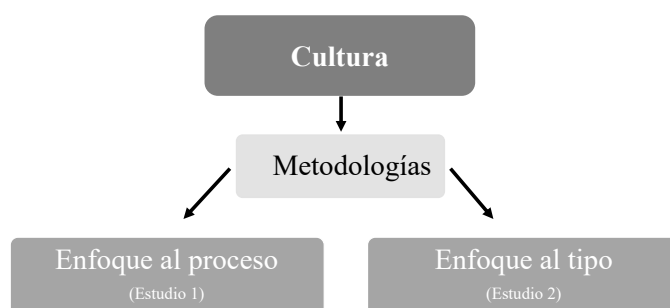 Cultura
Metodologías
Enfoque al proceso
(Estudio 1)
Enfoque al tipo
(Estudio 2)